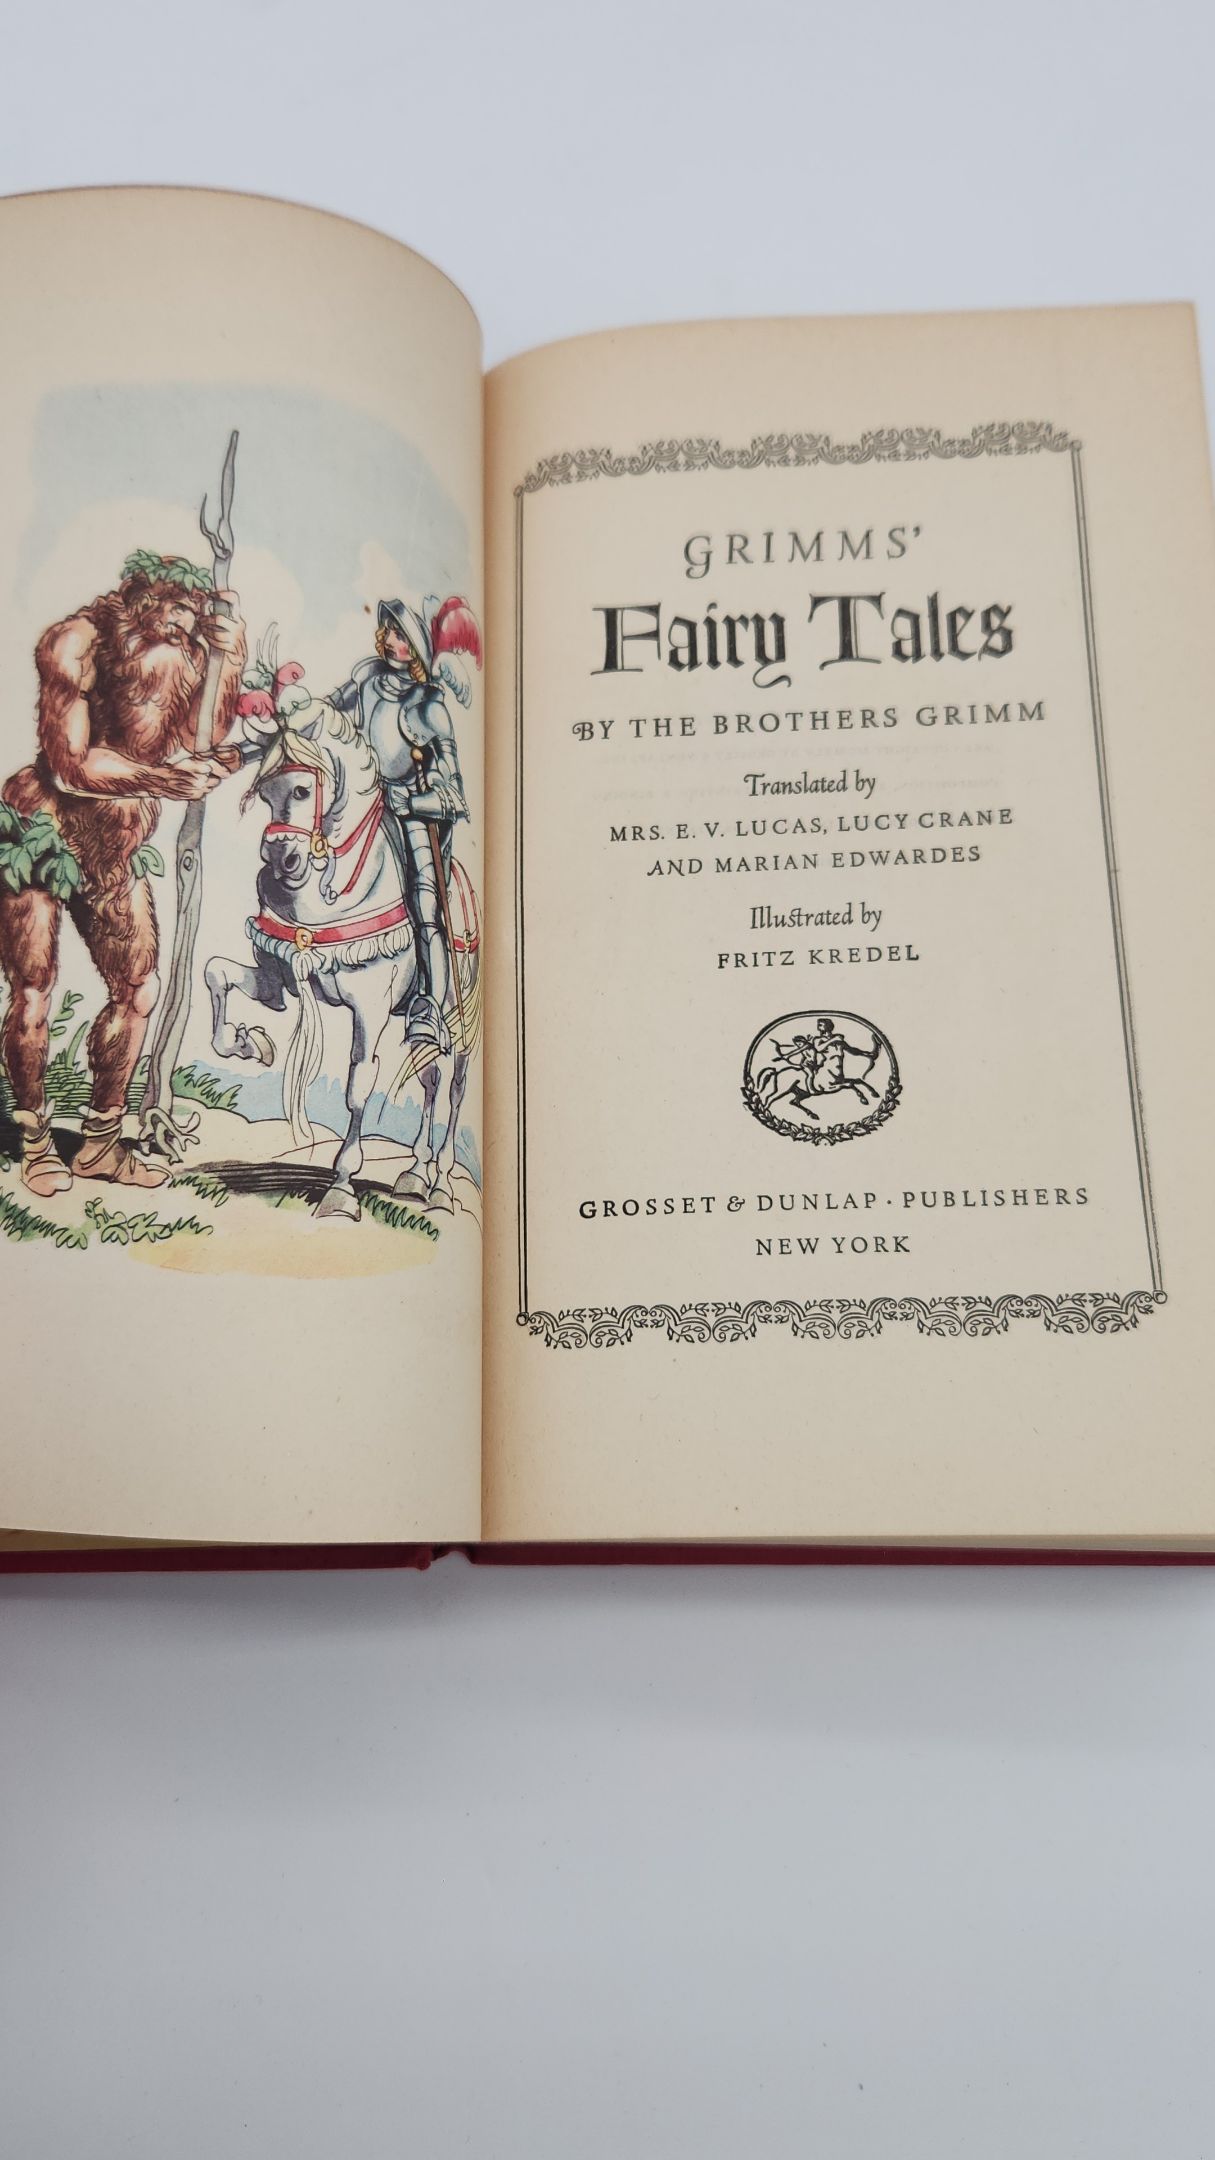 GRIMMS'
Fairy Tales
BY THE BROTHERS GRIMM
Translated by
MRS. E. V. LUCAS, LUCY CRANE
AND MARIAN EDWARDES
Illustrated by
FRITZ KREDEL
GROSSET & DUNLAP · PUBLISHERS
NEW YORK